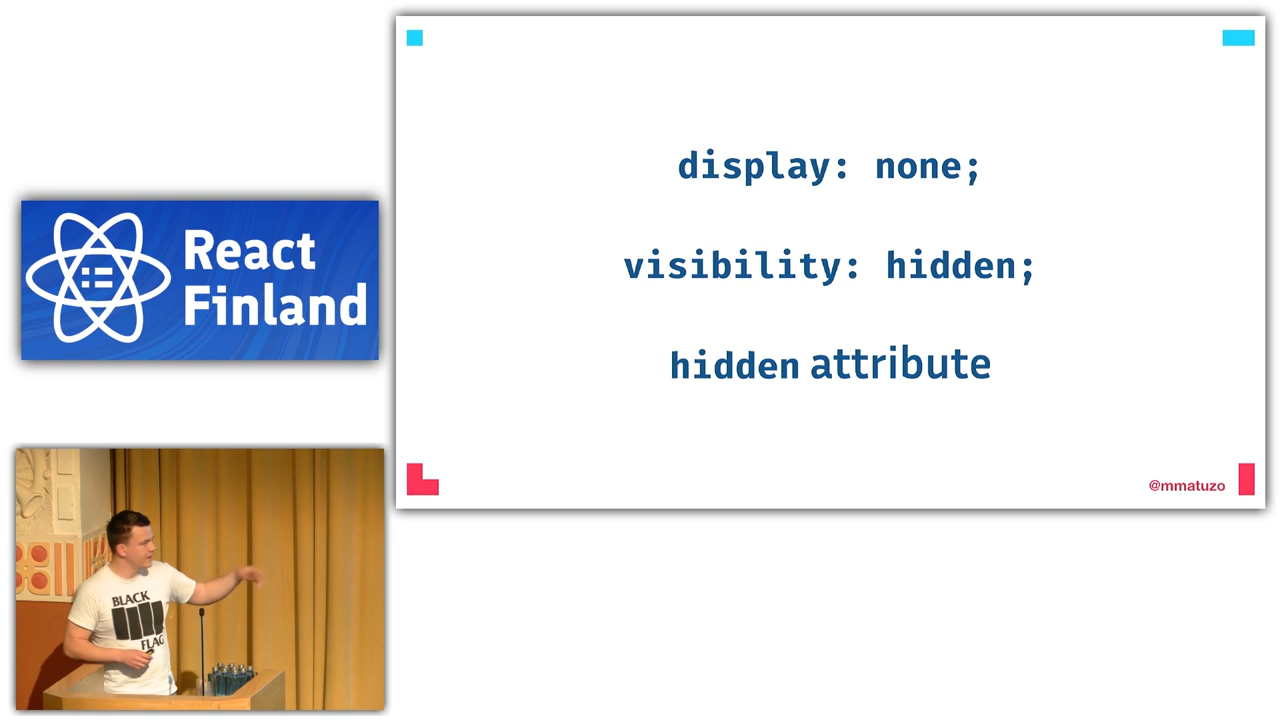 display: none;
visibility: hidden;
hidden attribute
@mmatuzo
React
Finland
BLACK
FLAG